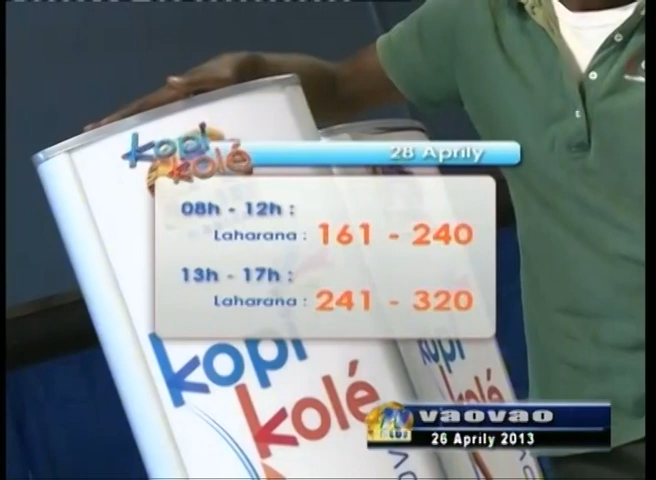 kopi
kolé
28 Aprily
08h - 12h :
Laharana : 161 - 240
13h - 17h :
Laharana : 241 - 320
kopi
kolé
kopi
kolé
vaovao
26 Aprily 2013